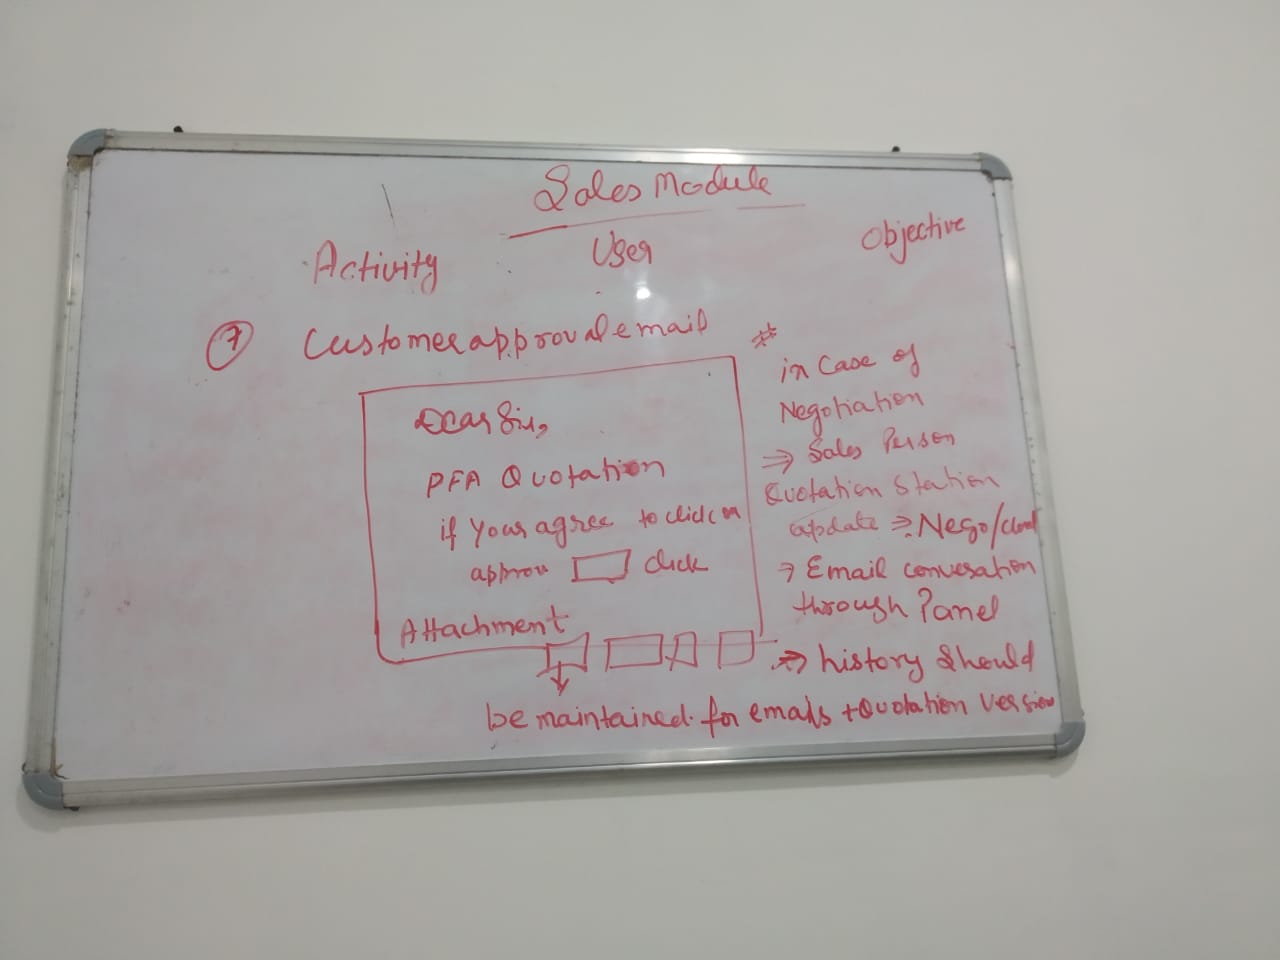 Sales Module
Activity User Objective
7 Customer approval email
Dear Sir,
PFA Quotation
if your agree to click on
approv click
Attachment
#
in Case of
Negotiation
⇒ Sales Person
Quotation Station
update ⇒ Nego/
→ Email conversation
through Panel
⇒ history Should
be maintained for emails + Quotation Version